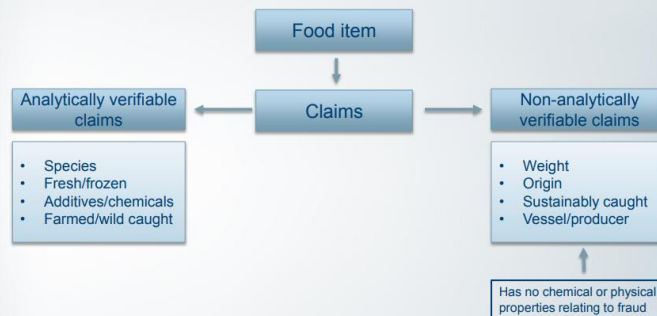 Food item
Analytically verifiable
claims
Claims
Non-analytically
verifiable claims
• Species
• Fresh/frozen
• Additives/chemicals
• Farmed/wild caught
• Weight
• Origin
• Sustainably caught
• Vessel/producer
Has no chemical or physical
properties relating to fraud